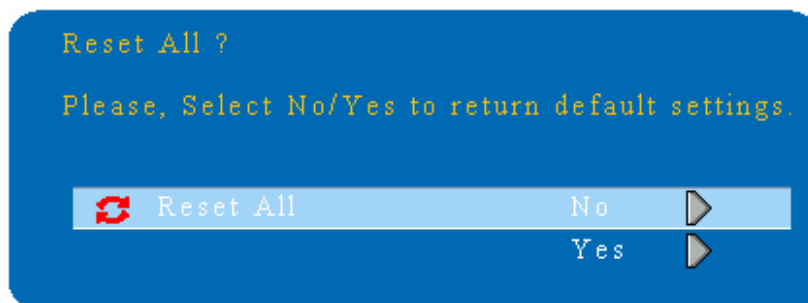 Reset All ?
Please, Select No/Yes to return default settings.
Reset All No
Yes